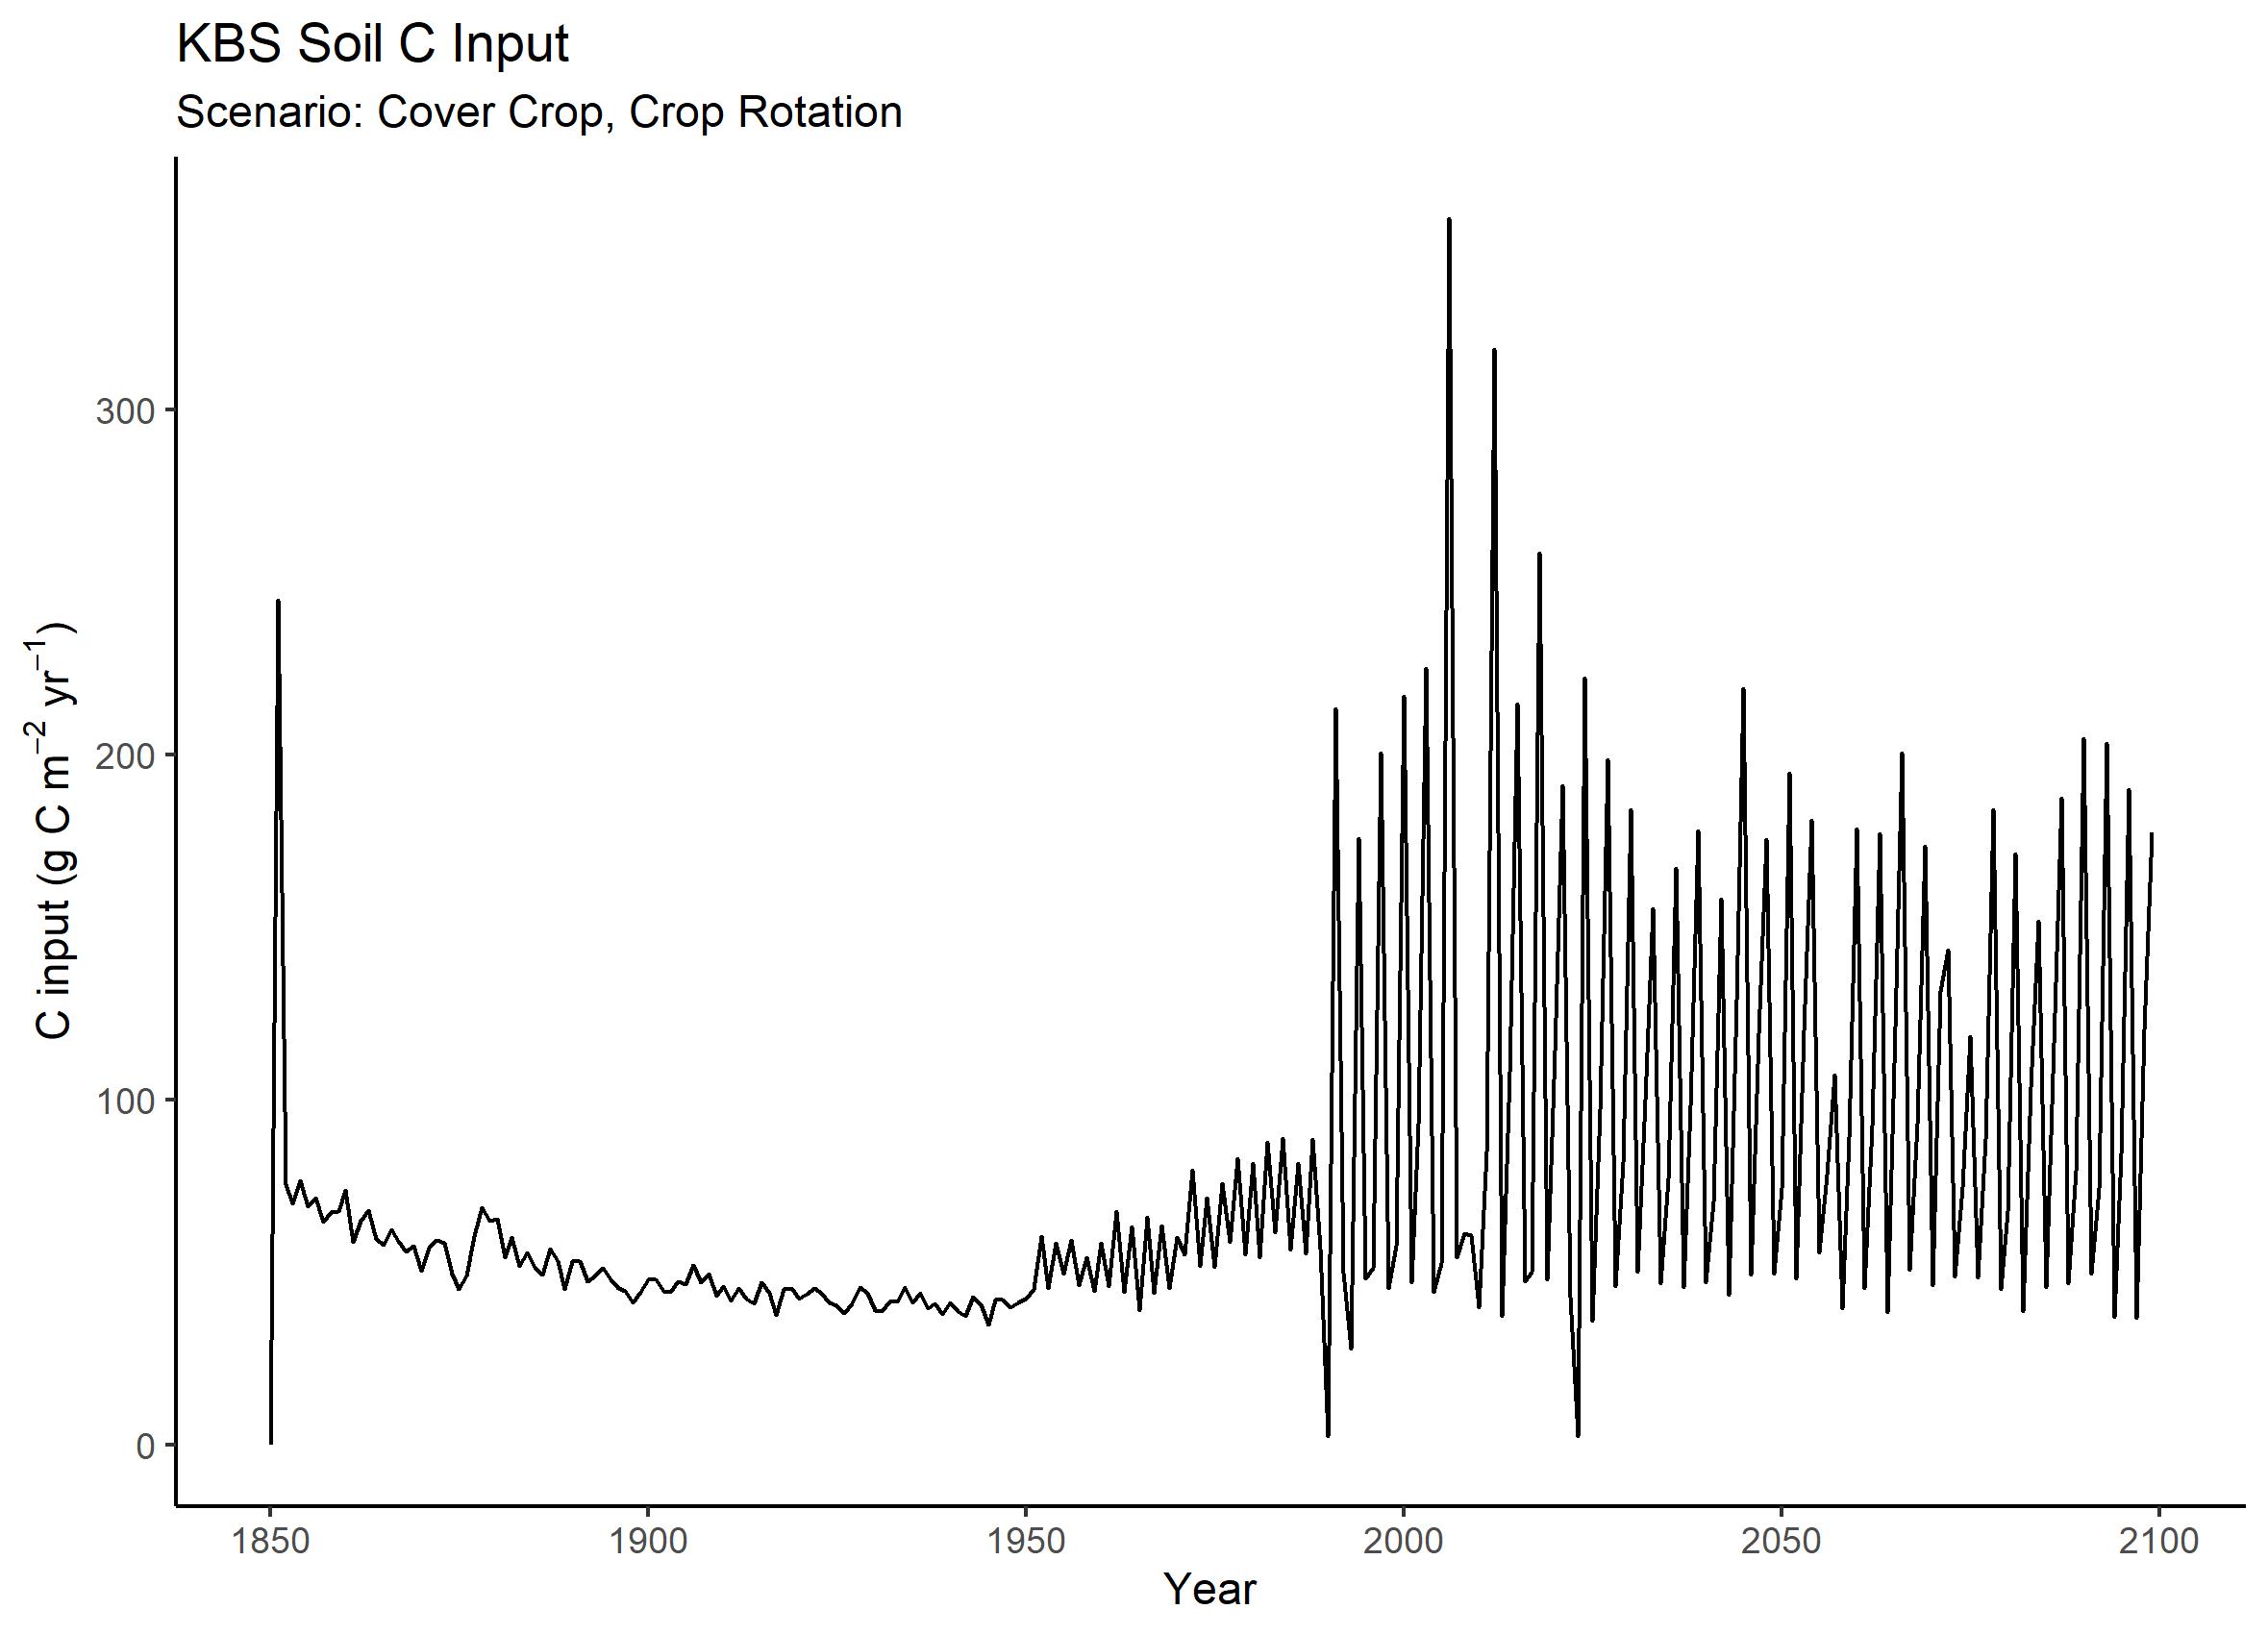 KBS Soil C Input
Scenario: Cover Crop, Crop Rotation
C input (g C m⁻² yr⁻¹)
300
200
100
0
1850 1900 1950 2000 2050 2100
Year